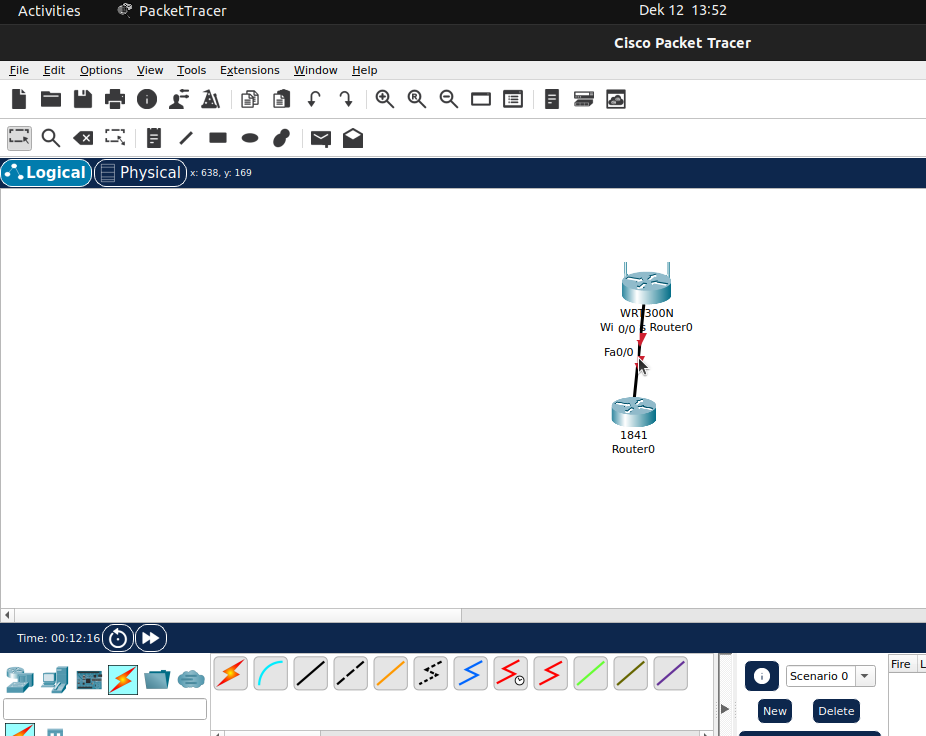 Activities PacketTracer Dek 12 13:52
Cisco Packet Tracer
File Edit Options View Tools Extensions Window Help
Logical Physical x: 638, y: 169
WRT300N
Wi 0/0 s Router0
Fa0/0
1841
Router0
Time: 00:12:16
Fire L
Scenario 0
New Delete